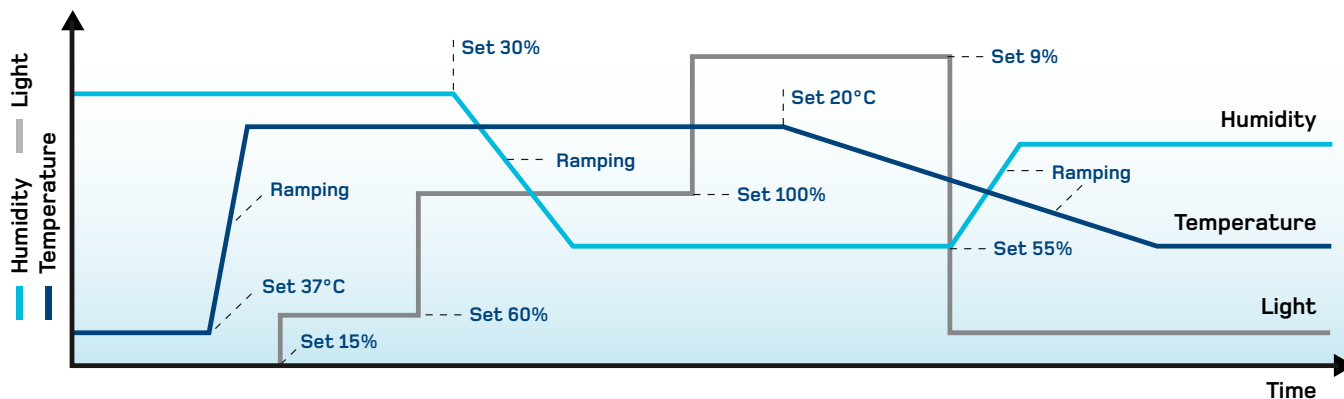 Light
Humidity
Temperature
Set 30%
Set 9%
Set 20°C
Humidity
Ramping
Ramping
Ramping
Set 100%
Temperature
Set 55%
Set 37°C
Light
Set 60%
Set 15%
Time